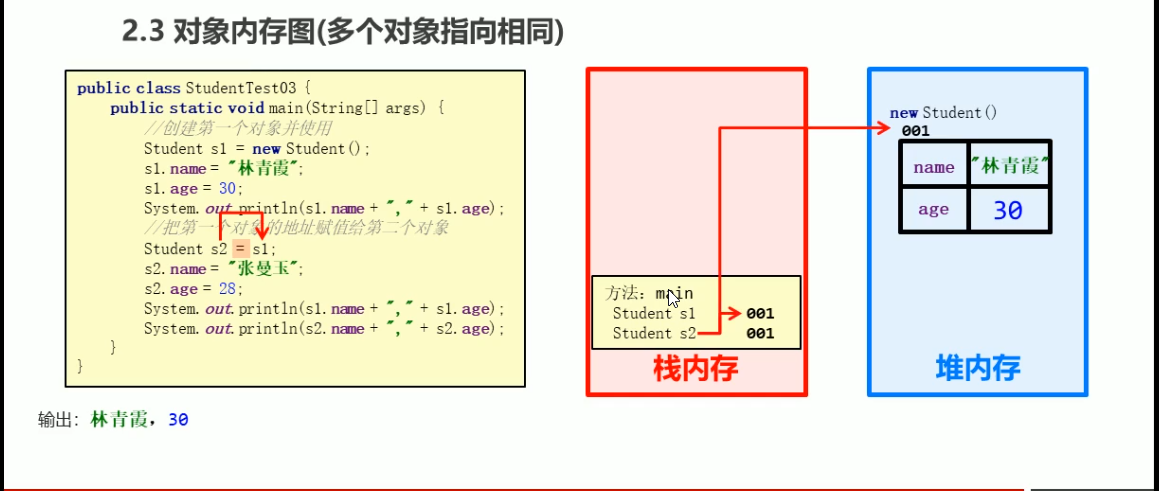 2.3 对象内存图(多个对象指向相同)
public class StudentTest03 {
public static void main(String[] args) {
//创建第一个对象并使用
Student s1 = new Student();
s1.name = "林青霞";
s1.age = 30;
System.out.println(s1.name + "," + s1.age);
//把第一个对象的地址赋值给第二个对象
Student s2 = s1;
s2.name = "张曼玉";
s2.age = 28;
System.out.println(s1.name + "," + s1.age);
System.out.println(s2.name + "," + s2.age);
}
}
输出：林青霞，30
方法：main
Student s1 001
Student s2 001
栈内存
new Student()
001
name "林青霞"
age 30
堆内存